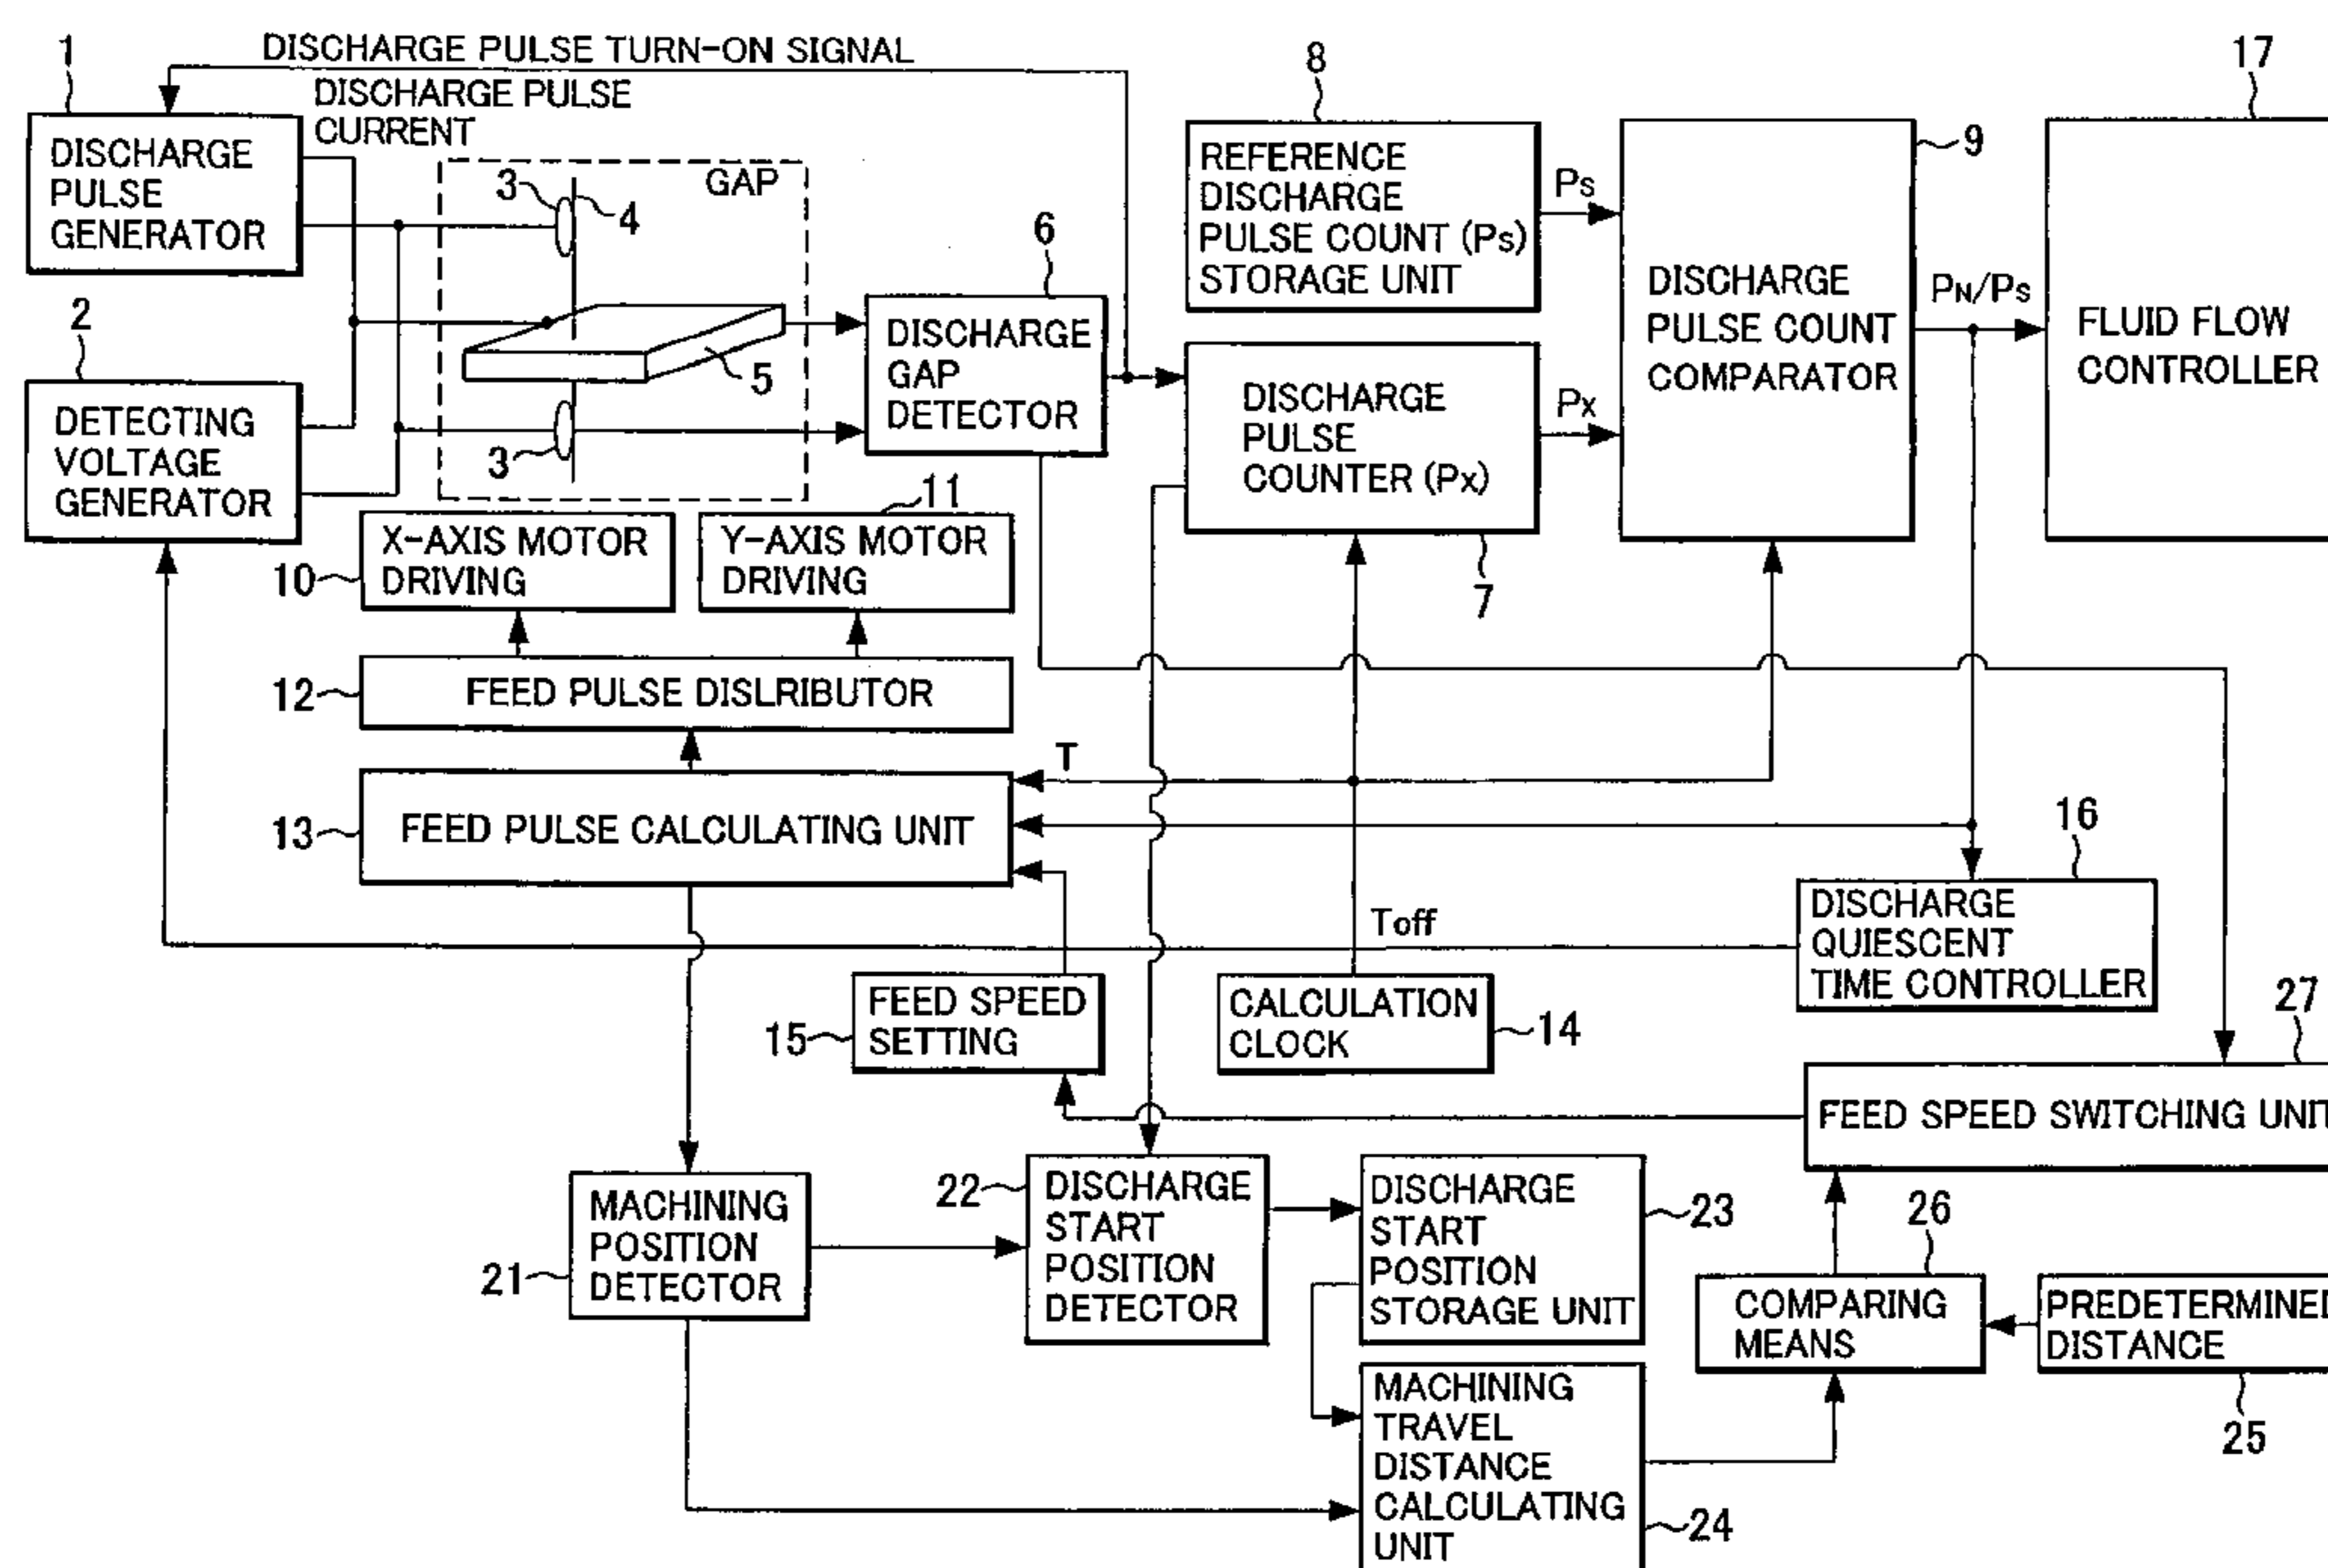 1
DISCHARGE PULSE TURN-ON SIGNAL
DISCHARGE PULSE
CURRENT
DISCHARGE
PULSE
GENERATOR
2
DETECTING
VOLTAGE
GENERATOR
3
4
GAP
5
3
6
DISCHARGE
GAP
DETECTOR
8
REFERENCE
DISCHARGE
PULSE COUNT (Ps)
STORAGE UNIT
Ps
DISCHARGE
PULSE
COUNTER (Px)
7
Px
9
DISCHARGE
PULSE COUNT
COMPARATOR
PN/Ps
17
FLUID FLOW
CONTROLLER
10
X-AXIS MOTOR
DRIVING
11
Y-AXIS MOTOR
DRIVING
12
FEED PULSE DISLRIBUTOR
13
FEED PULSE CALCULATING UNIT
T
Toff
16
DISCHARGE
QUIESCENT
TIME CONTROLLER
15
FEED SPEED
SETTING
CALCULATION
CLOCK
14
27
FEED SPEED SWITCHING UNIT
21
MACHINING
POSITION
DETECTOR
22
DISCHARGE
START
POSITION
DETECTOR
DISCHARGE
START
POSITION
STORAGE UNIT
23
26
COMPARING
MEANS
PREDETERMINED
DISTANCE
25
MACHINING
TRAVEL
DISTANCE
CALCULATING
UNIT
24